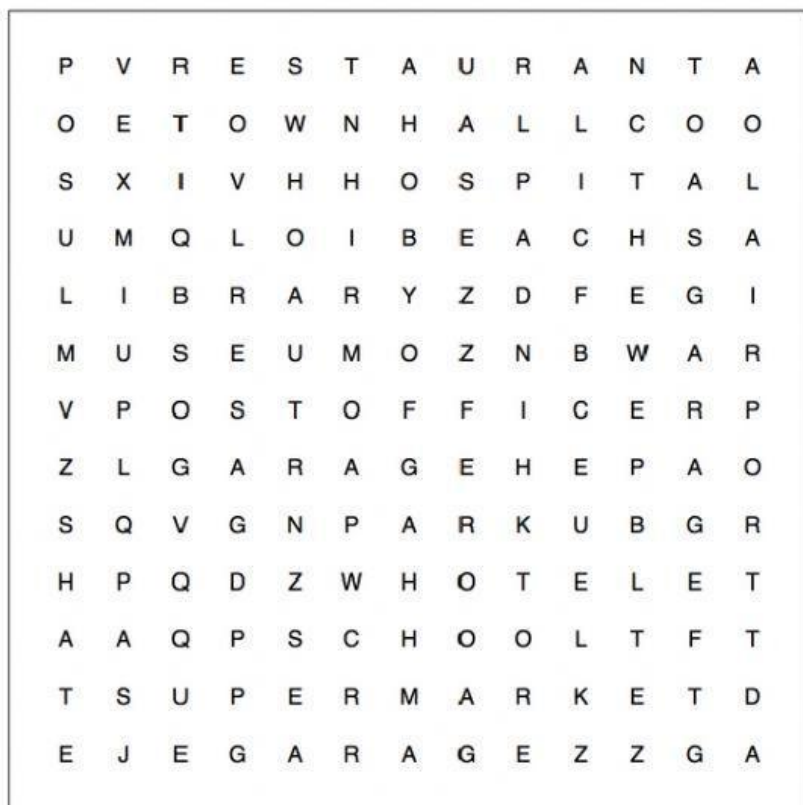 P V R E S T A U R A N T A
O E T O W N H A L L C O O
S X I V H H O S P I T A L
U M Q L O I B E A C H S A
L I B R A R Y Z D F E G I
M U S E U M O Z N B W A R
V P O S T O F F I C E R P
Z L G A R A G E H E P A O
S Q V G N P A R K U B G R
H P Q D Z W H O T E L E T
A A Q P S C H O O L T F T
T S U P E R M A R K E T D
E J E G A R A G E Z Z G A